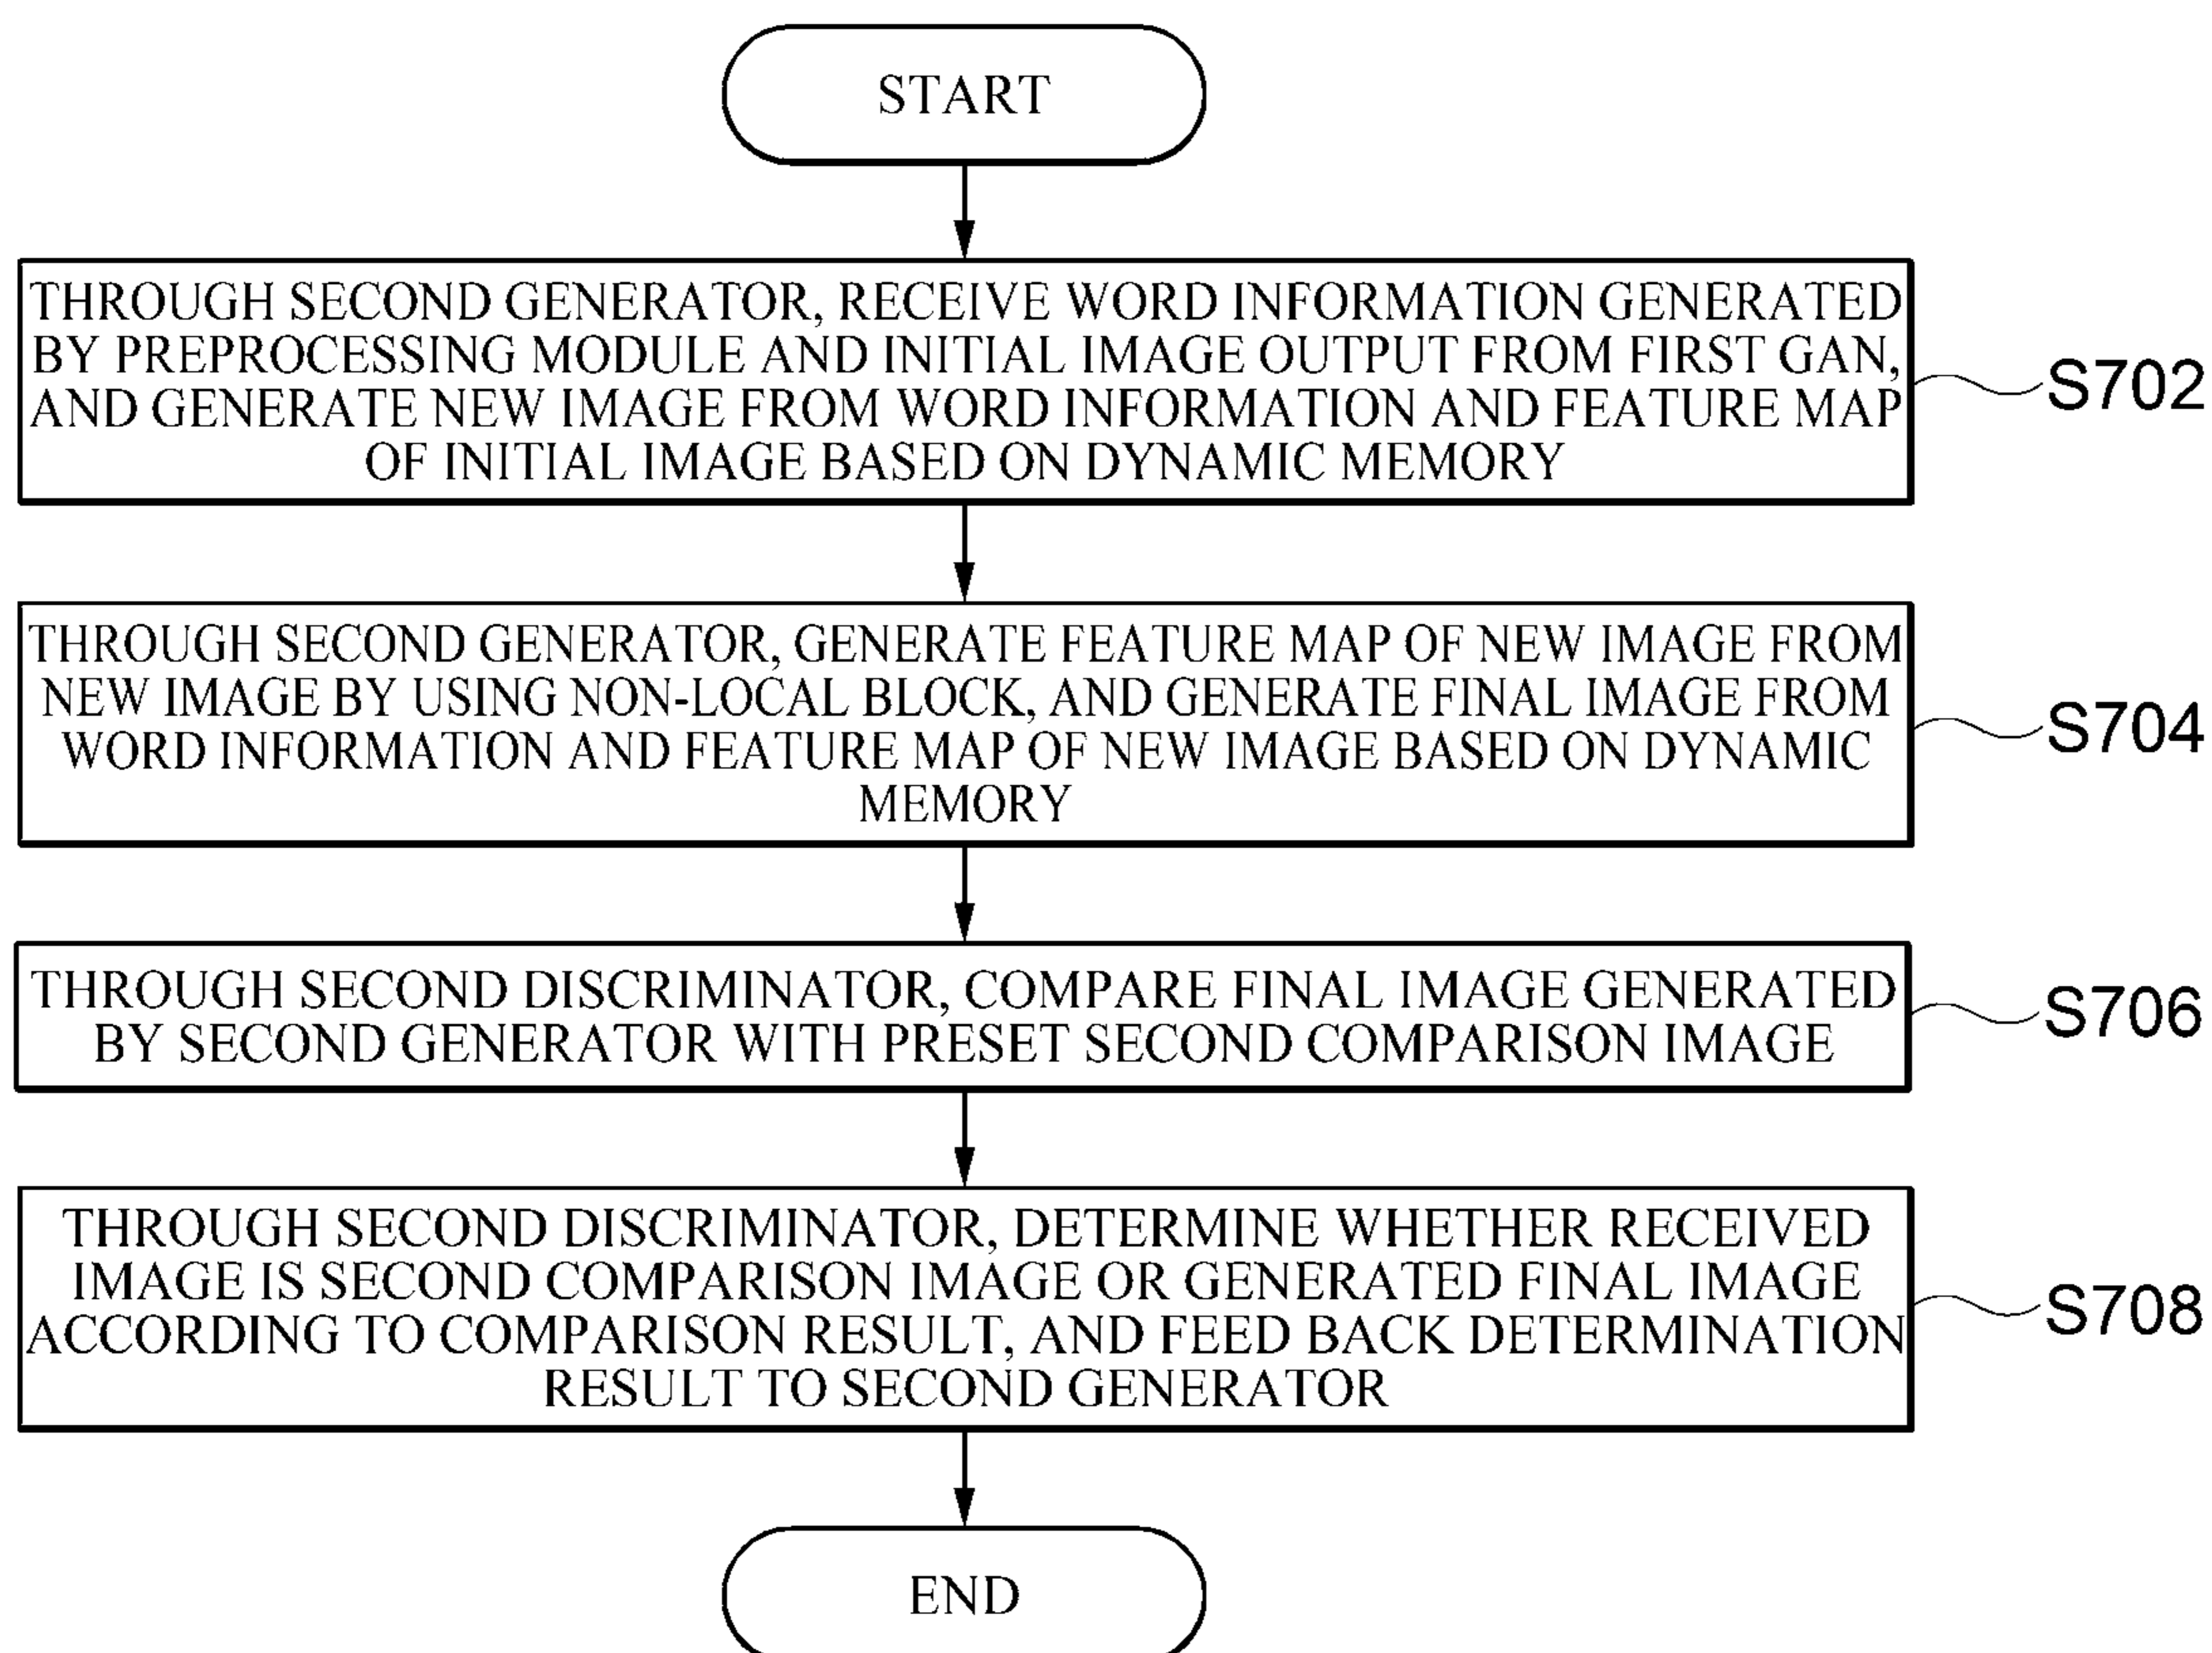 START
THROUGH SECOND GENERATOR, RECEIVE WORD INFORMATION GENERATED
BY PREPROCESSING MODULE AND INITIAL IMAGE OUTPUT FROM FIRST GAN,
AND GENERATE NEW IMAGE FROM WORD INFORMATION AND FEATURE MAP
OF INITIAL IMAGE BASED ON DYNAMIC MEMORY
S702
THROUGH SECOND GENERATOR, GENERATE FEATURE MAP OF NEW IMAGE FROM
NEW IMAGE BY USING NON-LOCAL BLOCK, AND GENERATE FINAL IMAGE FROM
WORD INFORMATION AND FEATURE MAP OF NEW IMAGE BASED ON DYNAMIC
MEMORY
S704
THROUGH SECOND DISCRIMINATOR, COMPARE FINAL IMAGE GENERATED
BY SECOND GENERATOR WITH PRESET SECOND COMPARISON IMAGE
S706
THROUGH SECOND DISCRIMINATOR, DETERMINE WHETHER RECEIVED
IMAGE IS SECOND COMPARISON IMAGE OR GENERATED FINAL IMAGE
ACCORDING TO COMPARISON RESULT, AND FEED BACK DETERMINATION
RESULT TO SECOND GENERATOR
S708
END